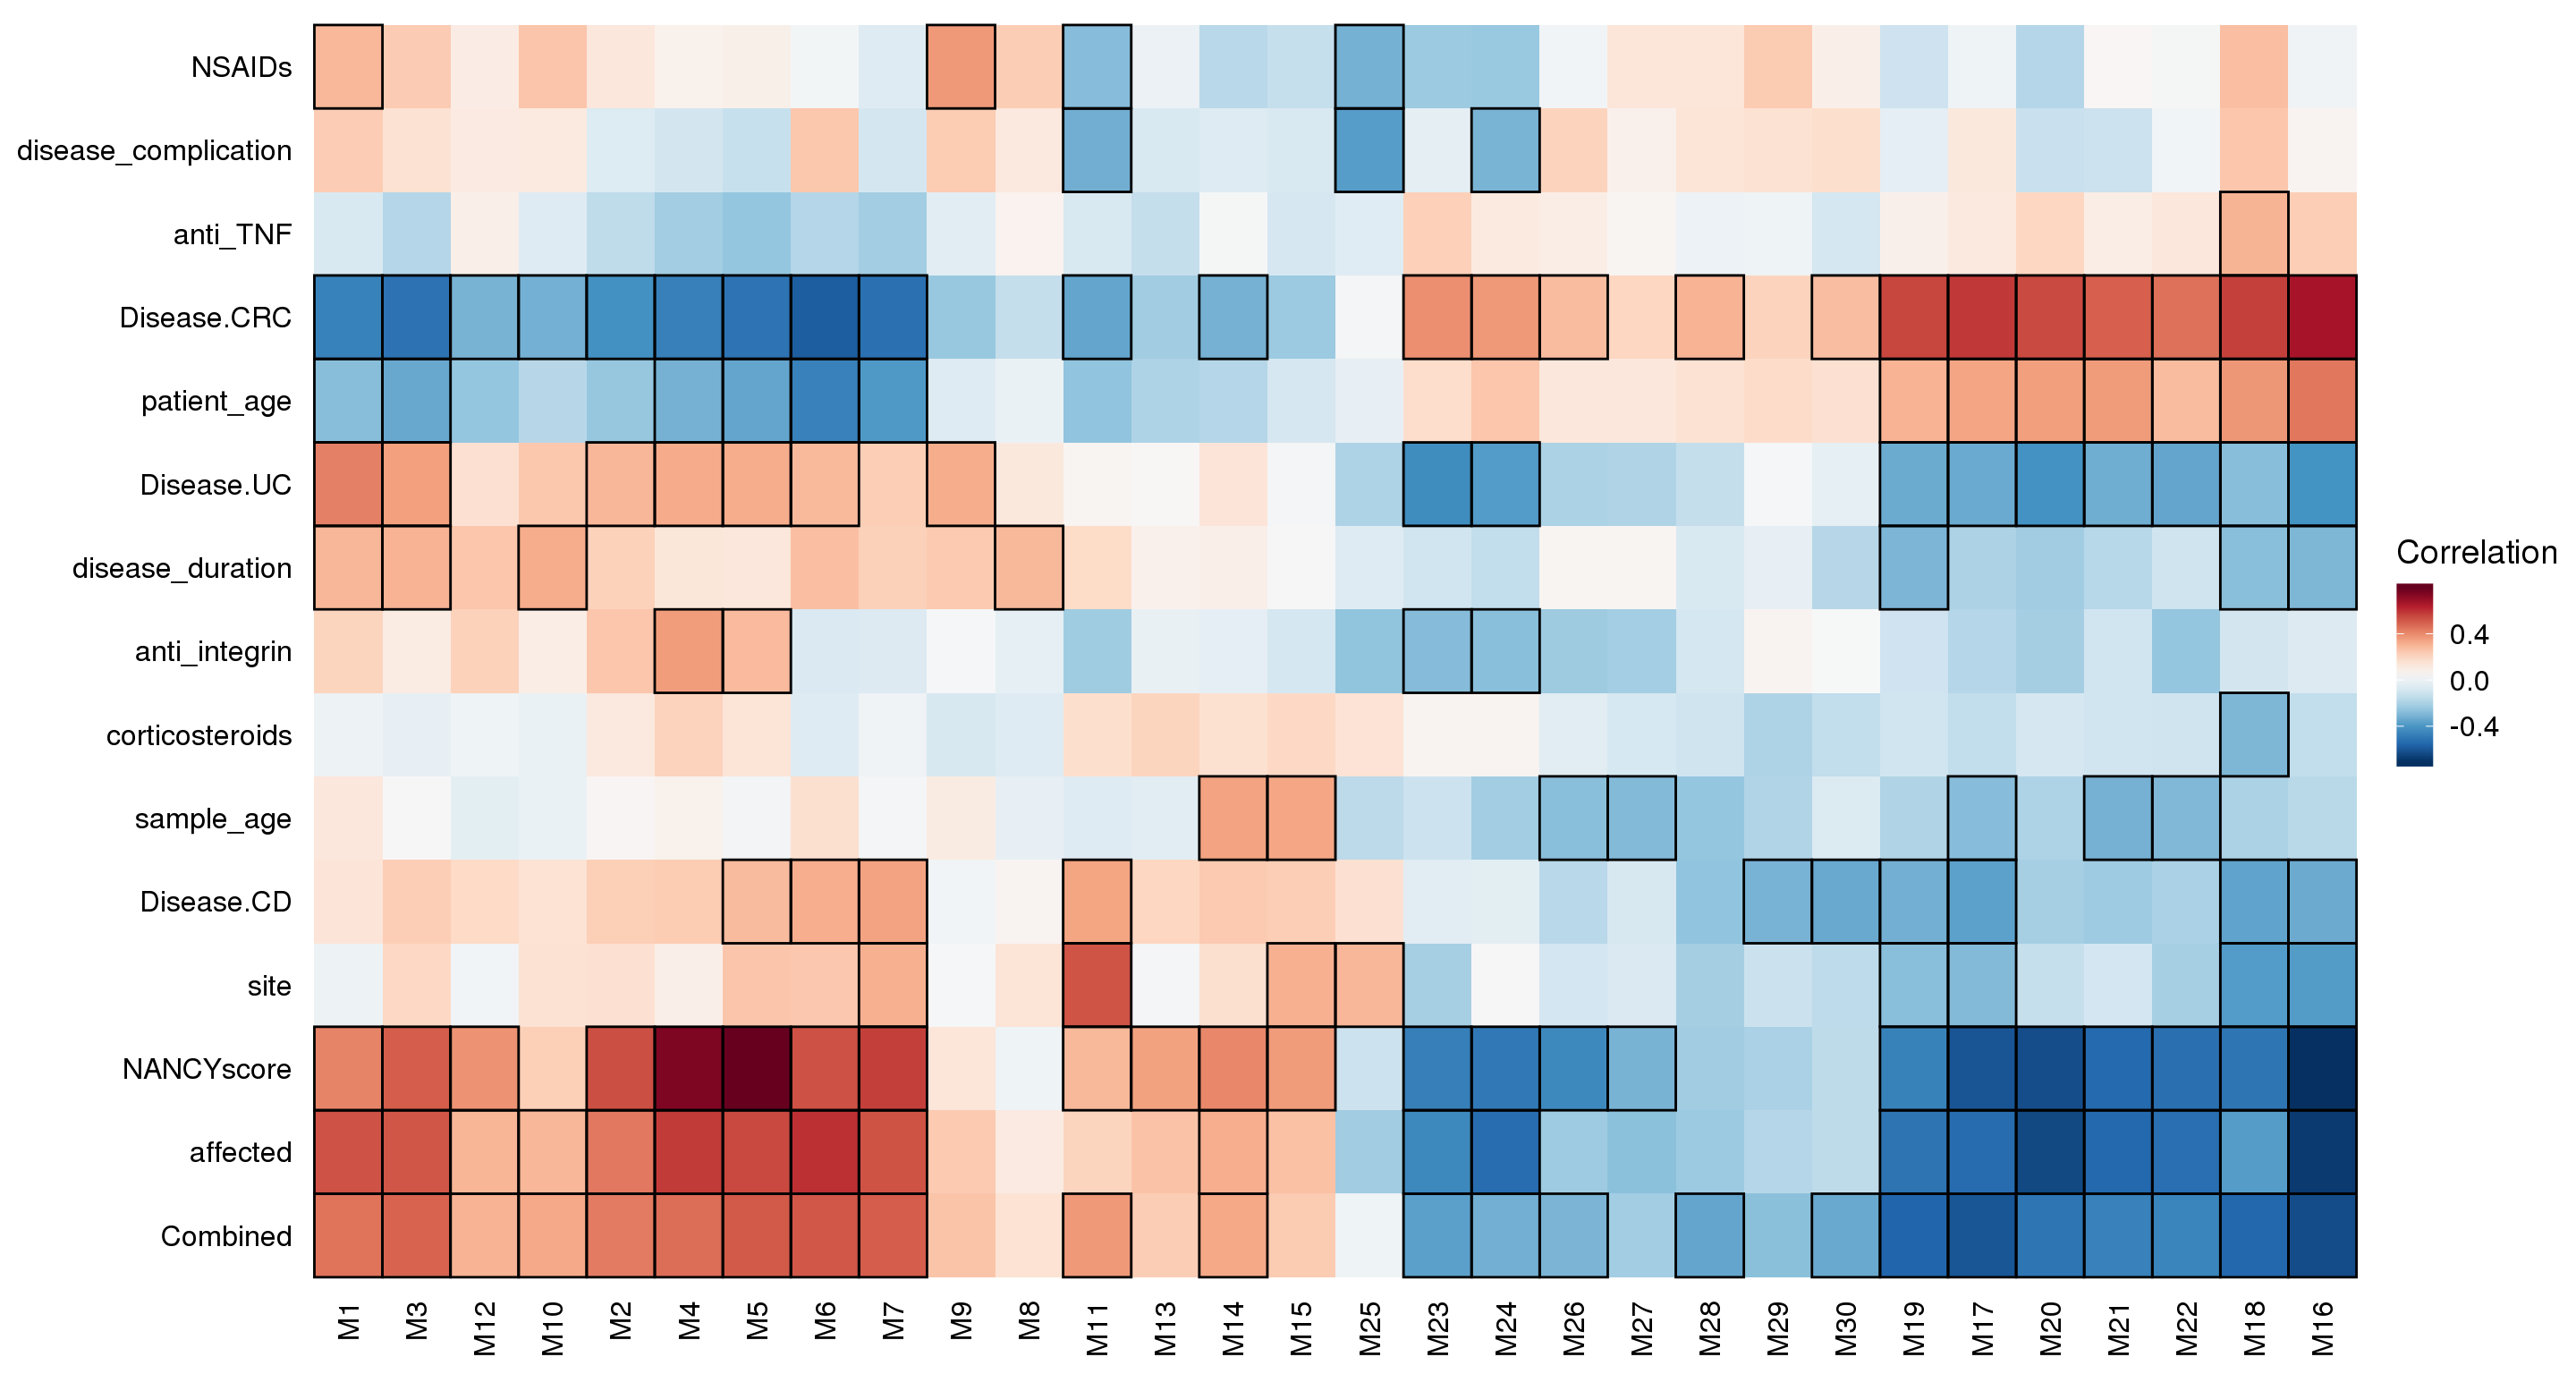 NSAIDs
disease_complication
anti_TNF
Disease.CRC
patient_age
Disease.UC
disease_duration
anti_integrin
corticosteroids
sample_age
Disease.CD
site
NANCYscore
affected
Combined
M1 M3 M12 M10 M2 M4 M5 M6 M7 M9 M8 M11 M13 M14 M15 M25 M23 M24 M26 M27 M28 M29 M30 M19 M17 M20 M21 M22 M18 M16
Correlation
0.4
0.0
-0.4